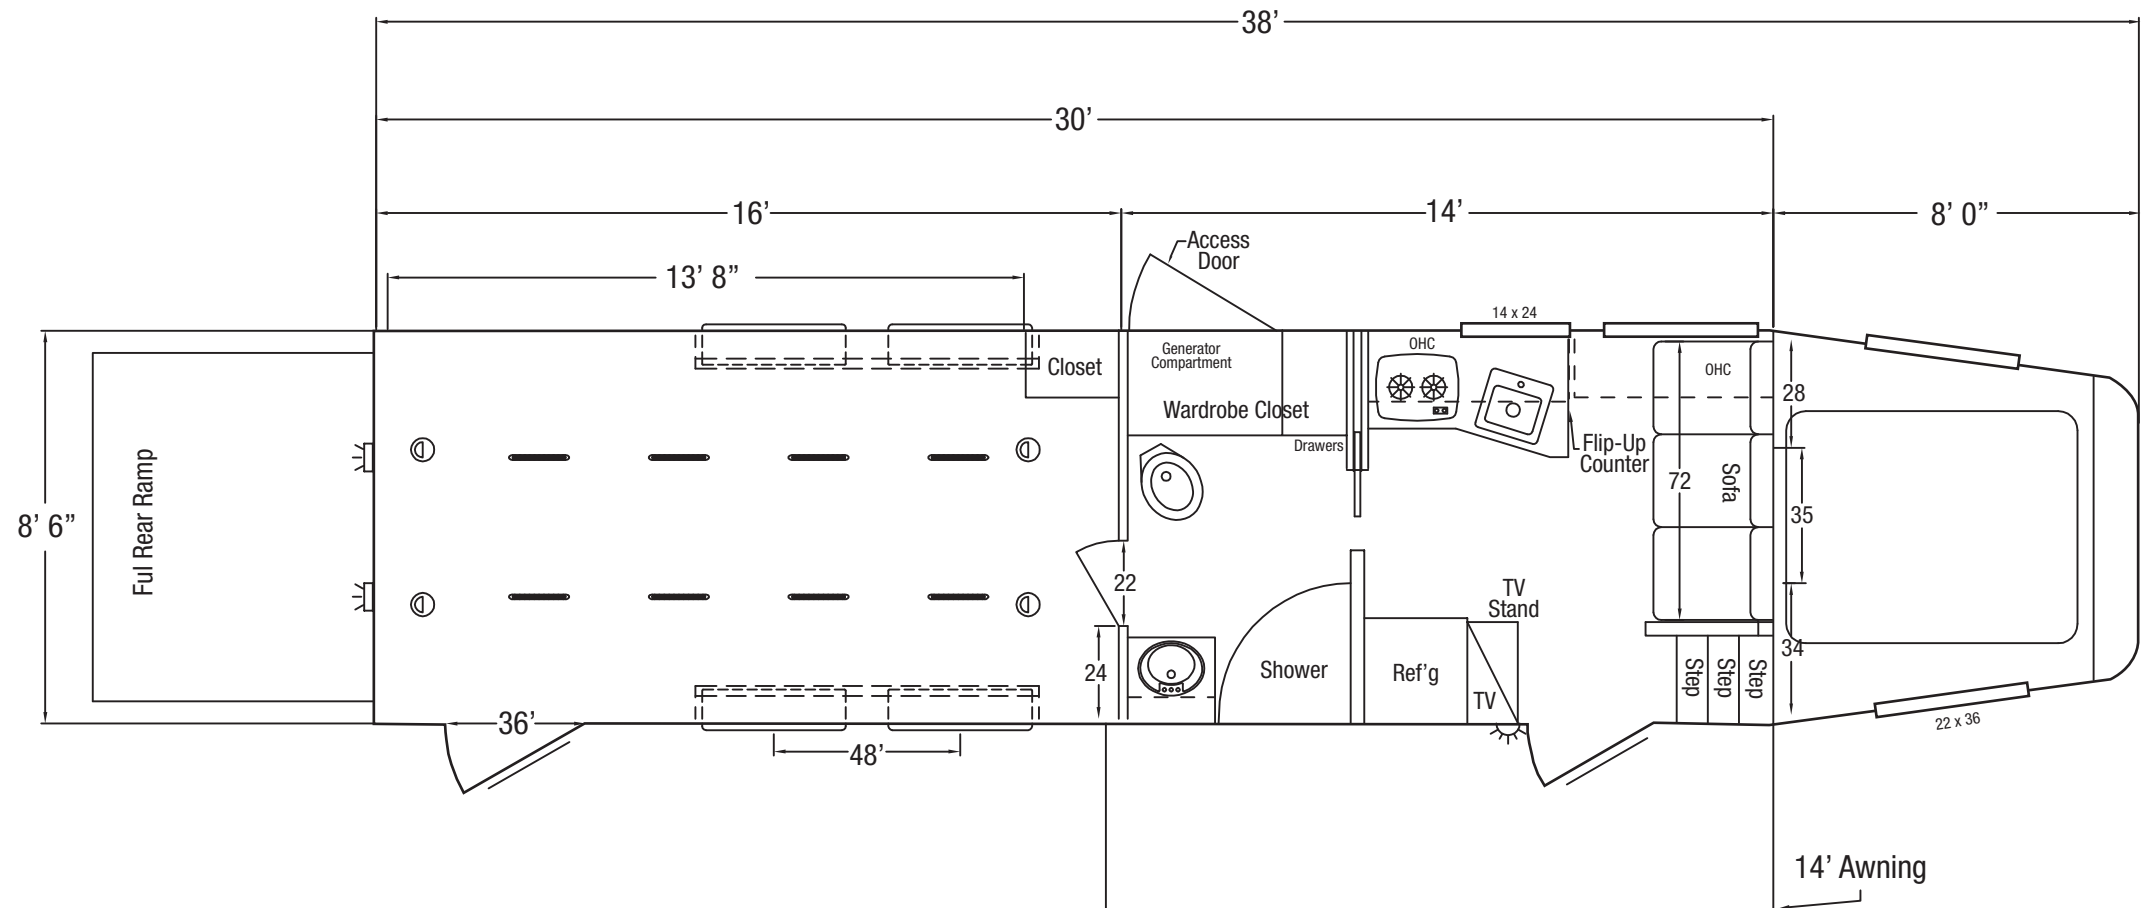 38’
30’
16’
14’
8’ 0”
13’ 8”
Access
Door
14 x 24
Closet
Generator
Compartment
Wardrobe Closet
Drawers
OHC
OHC
28
Flip-Up
Counter
72
Sofa
35
8’ 6”
Ful Rear Ramp
22
24
TV
Stand
34
Shower
Ref’g
TV
Step
Step
Step
36’
48’
22 x 36
14’ Awning